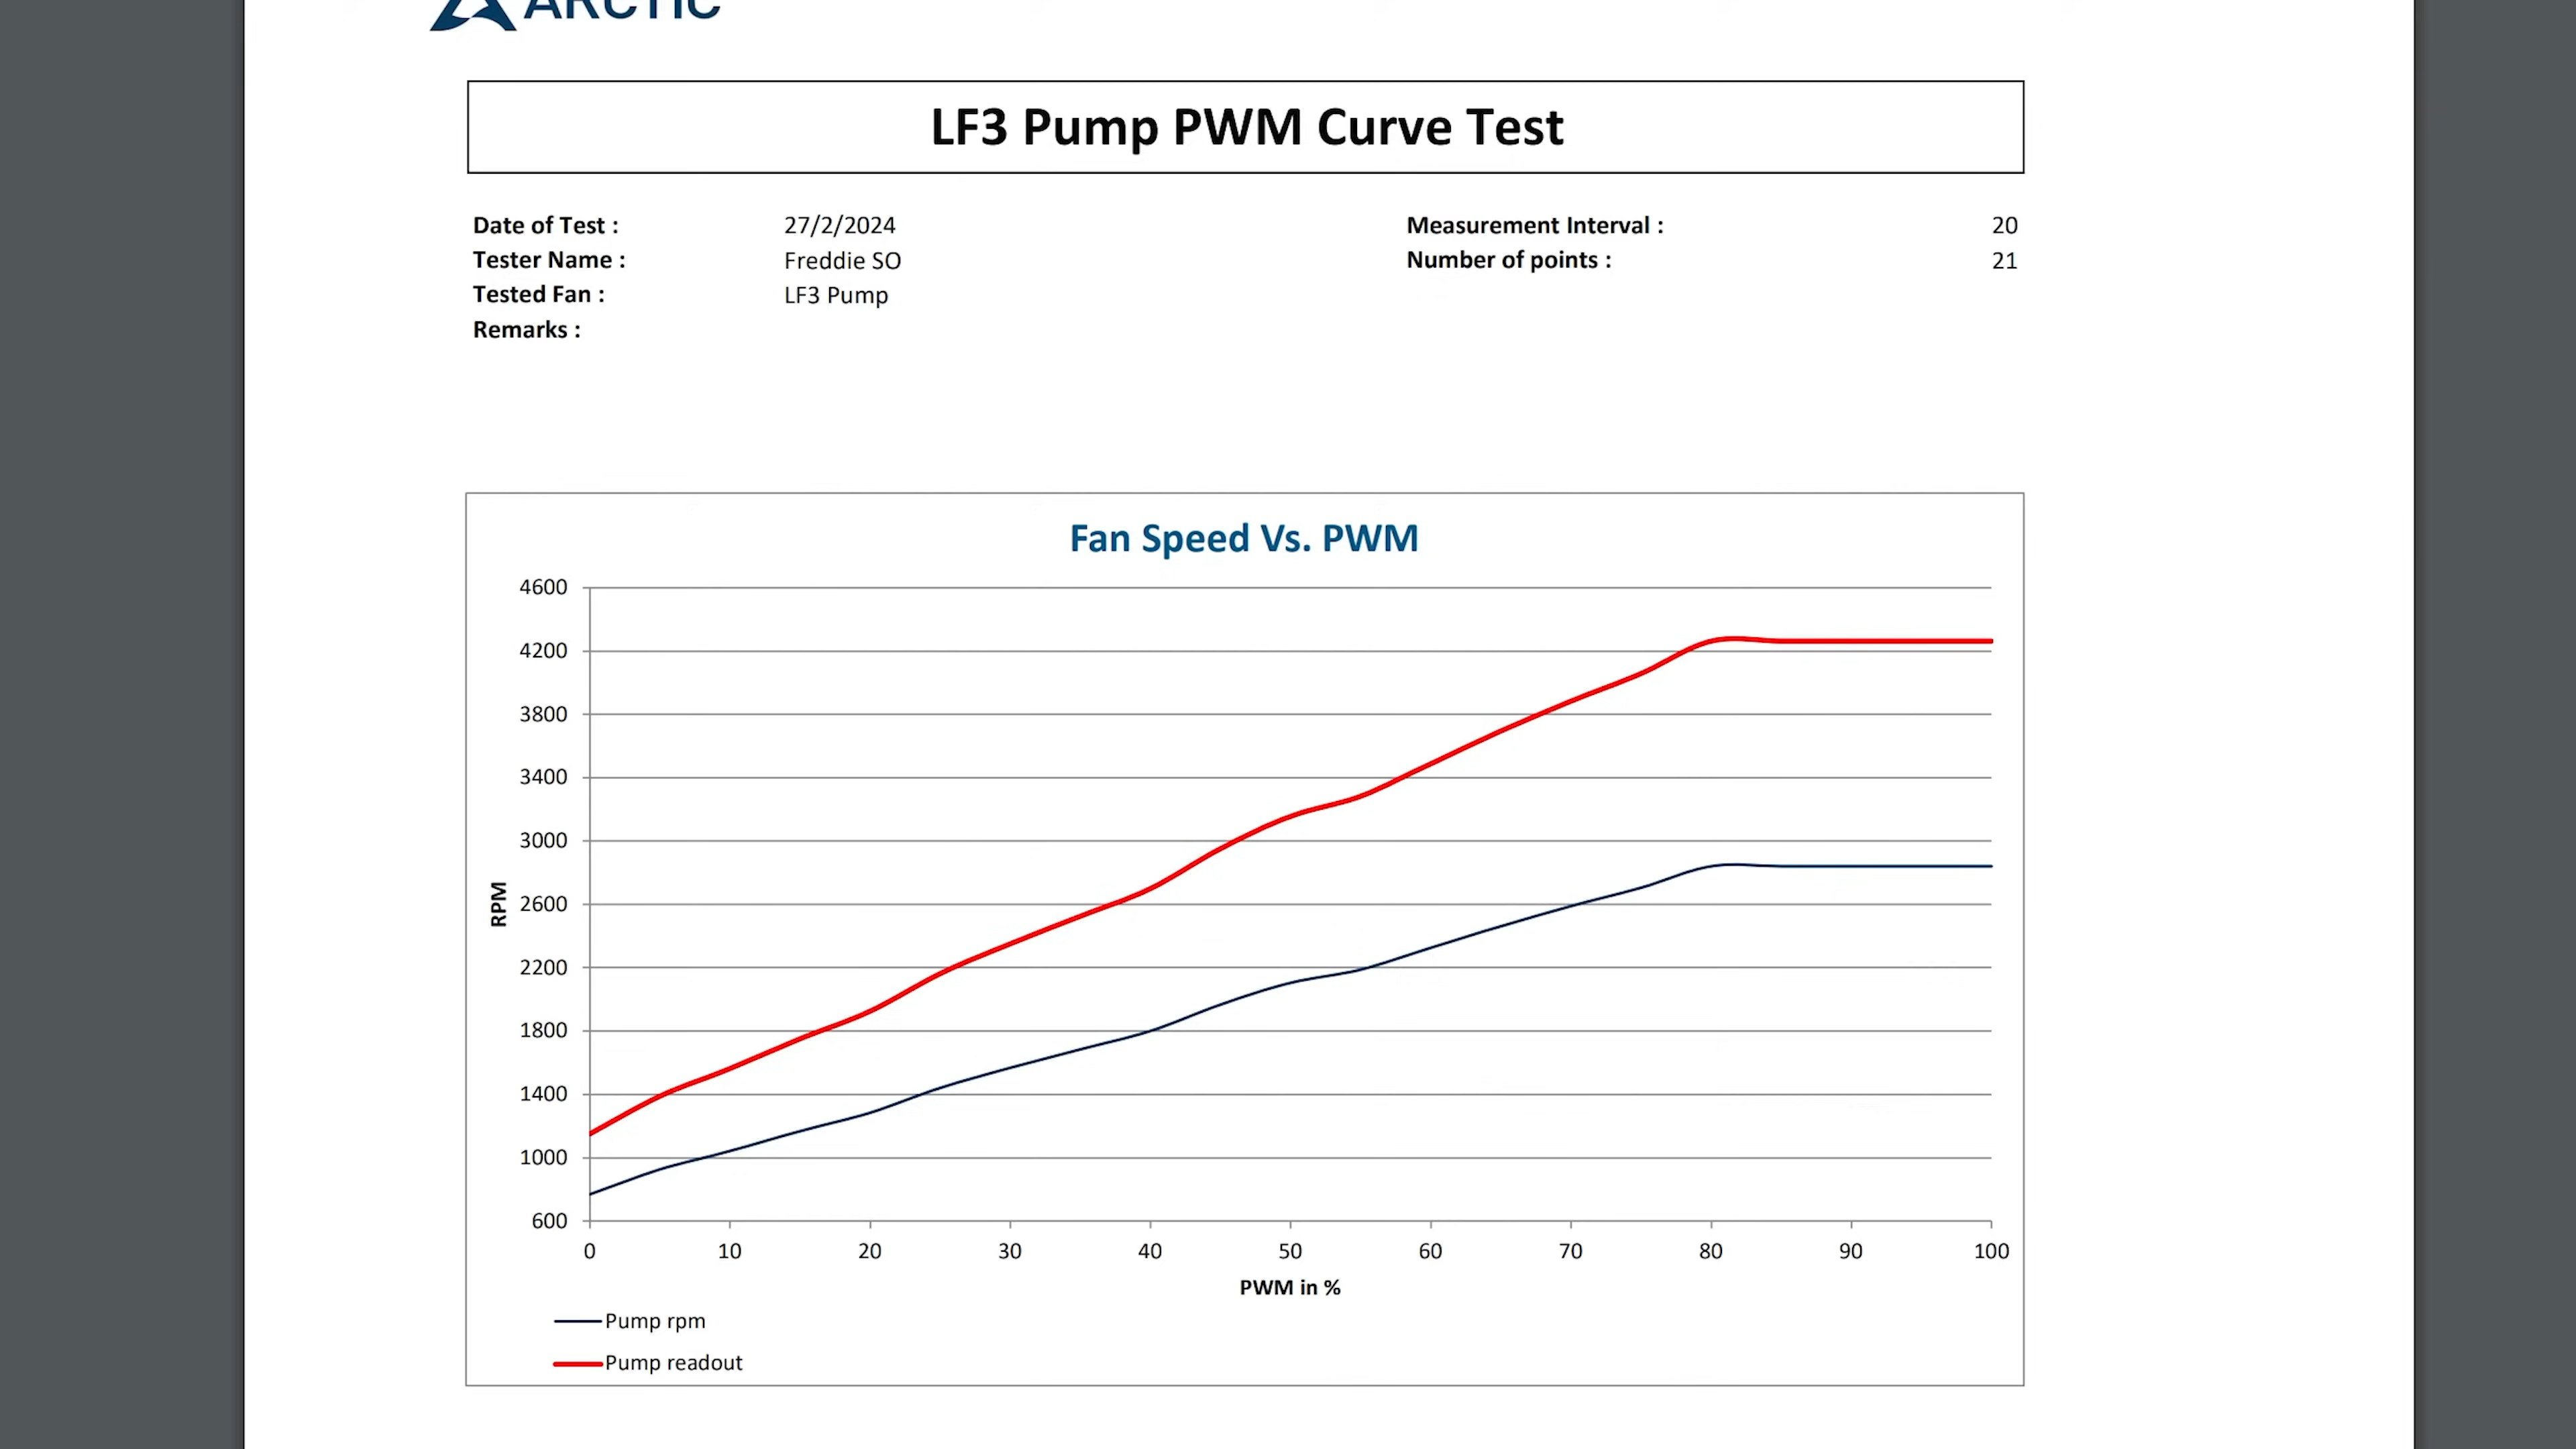 ARCTIC
LF3 Pump PWM Curve Test
Date of Test : 27/2/2024 Measurement Interval : 20
Tester Name : Freddie SO Number of points : 21
Tested Fan : LF3 Pump
Remarks :
Fan Speed Vs. PWM
4600
4200
3800
3400
3000
2600
2200
1800
1400
1000
600
RPM
0 10 20 30 40 50 60 70 80 90 100
PWM in %
Pump rpm
Pump readout